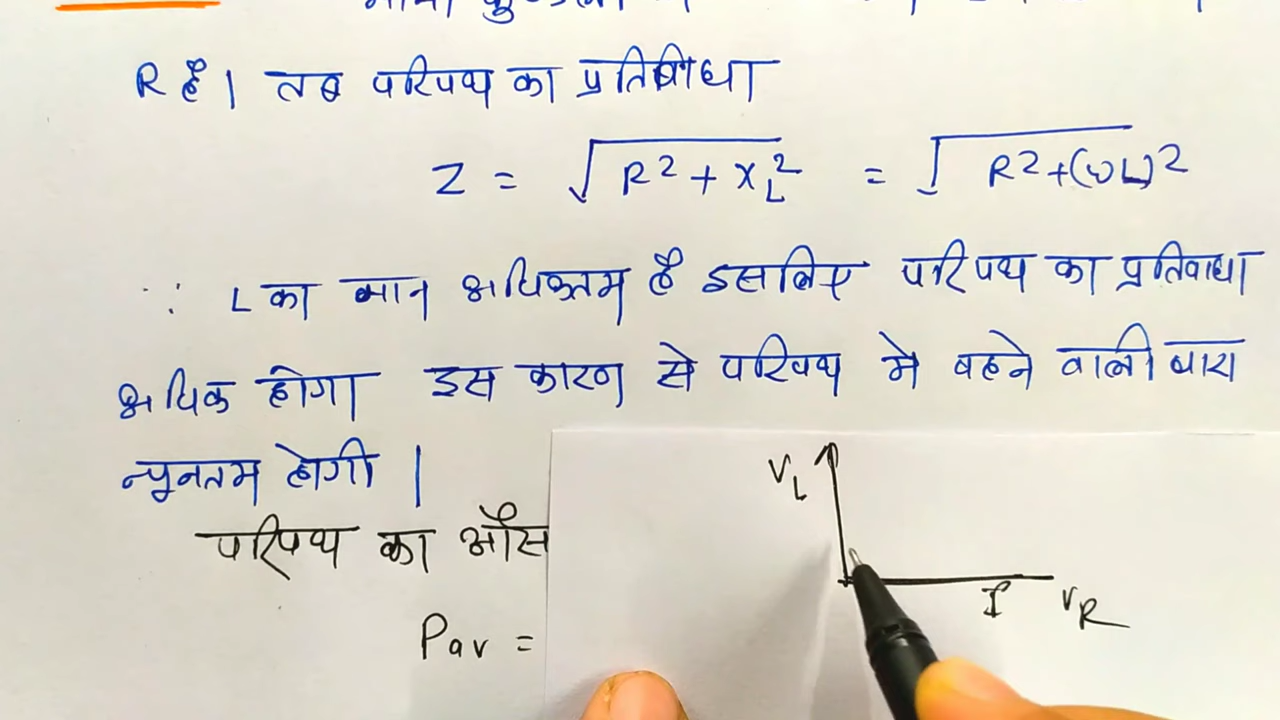 R है। तब परिपथ का प्रतिबाधा
Z = √R² + X_L² = √R²+(ωL)²
∵ L का मान अधिकतम है इसलिए परिपथ का प्रतिवाधा
अधिक होगा इस कारण से परिपथ मे बहने वाली धारा
न्यूनतम होगी।
परिपथ का औस
Pav =
V_L
I V_R